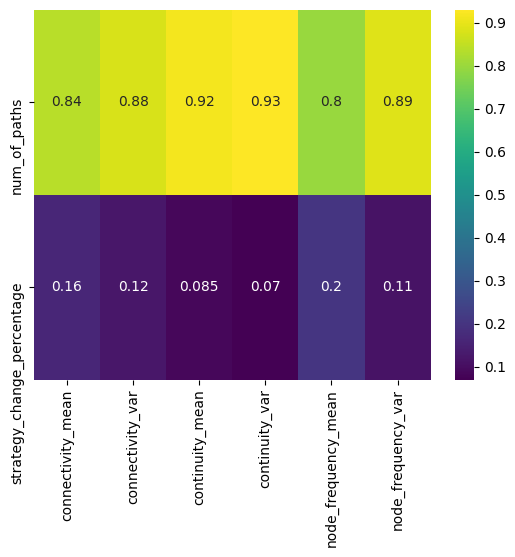 num_of_paths
0.84 0.88 0.92 0.93 0.8 0.89
strategy_change_percentage
0.16 0.12 0.085 0.07 0.2 0.11
connectivity_mean
connectivity_var
continuity_mean
continuity_var
node_frequency_mean
node_frequency_var
0.9
0.8
0.7
0.6
0.5
0.4
0.3
0.2
0.1